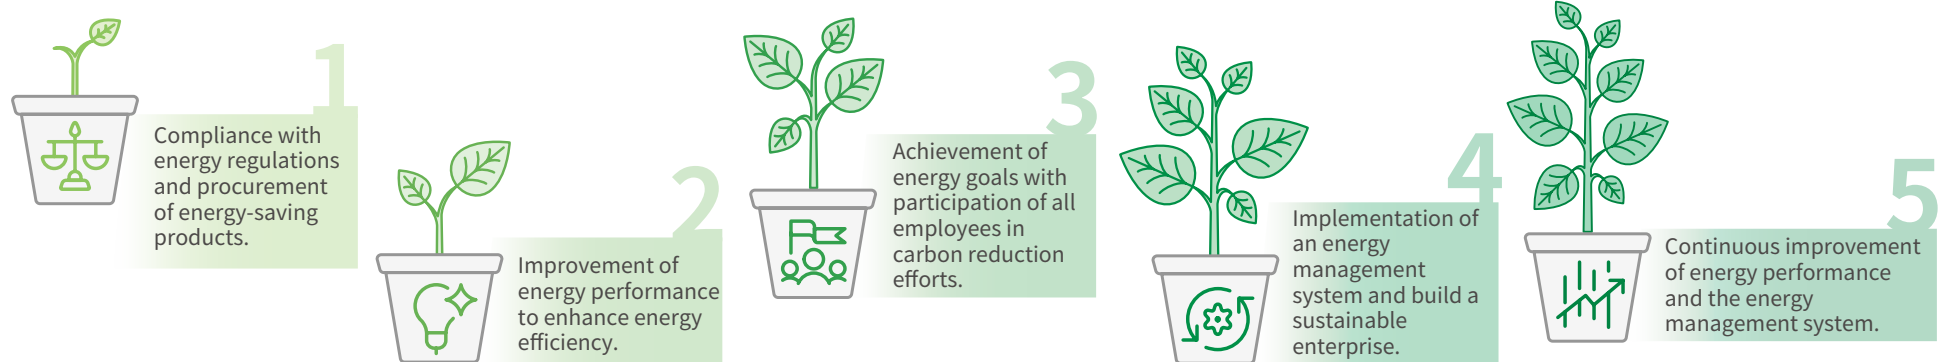 1
Compliance with
energy regulations
and procurement
of energy-saving
products.
2
Improvement of
energy performance
to enhance energy
efficiency.
3
Achievement of
energy goals with
participation of all
employees in
carbon reduction
efforts.
4
Implementation of
an energy
management
system and build a
sustainable
enterprise.
5
Continuous improvement
of energy performance
and the energy
management system.